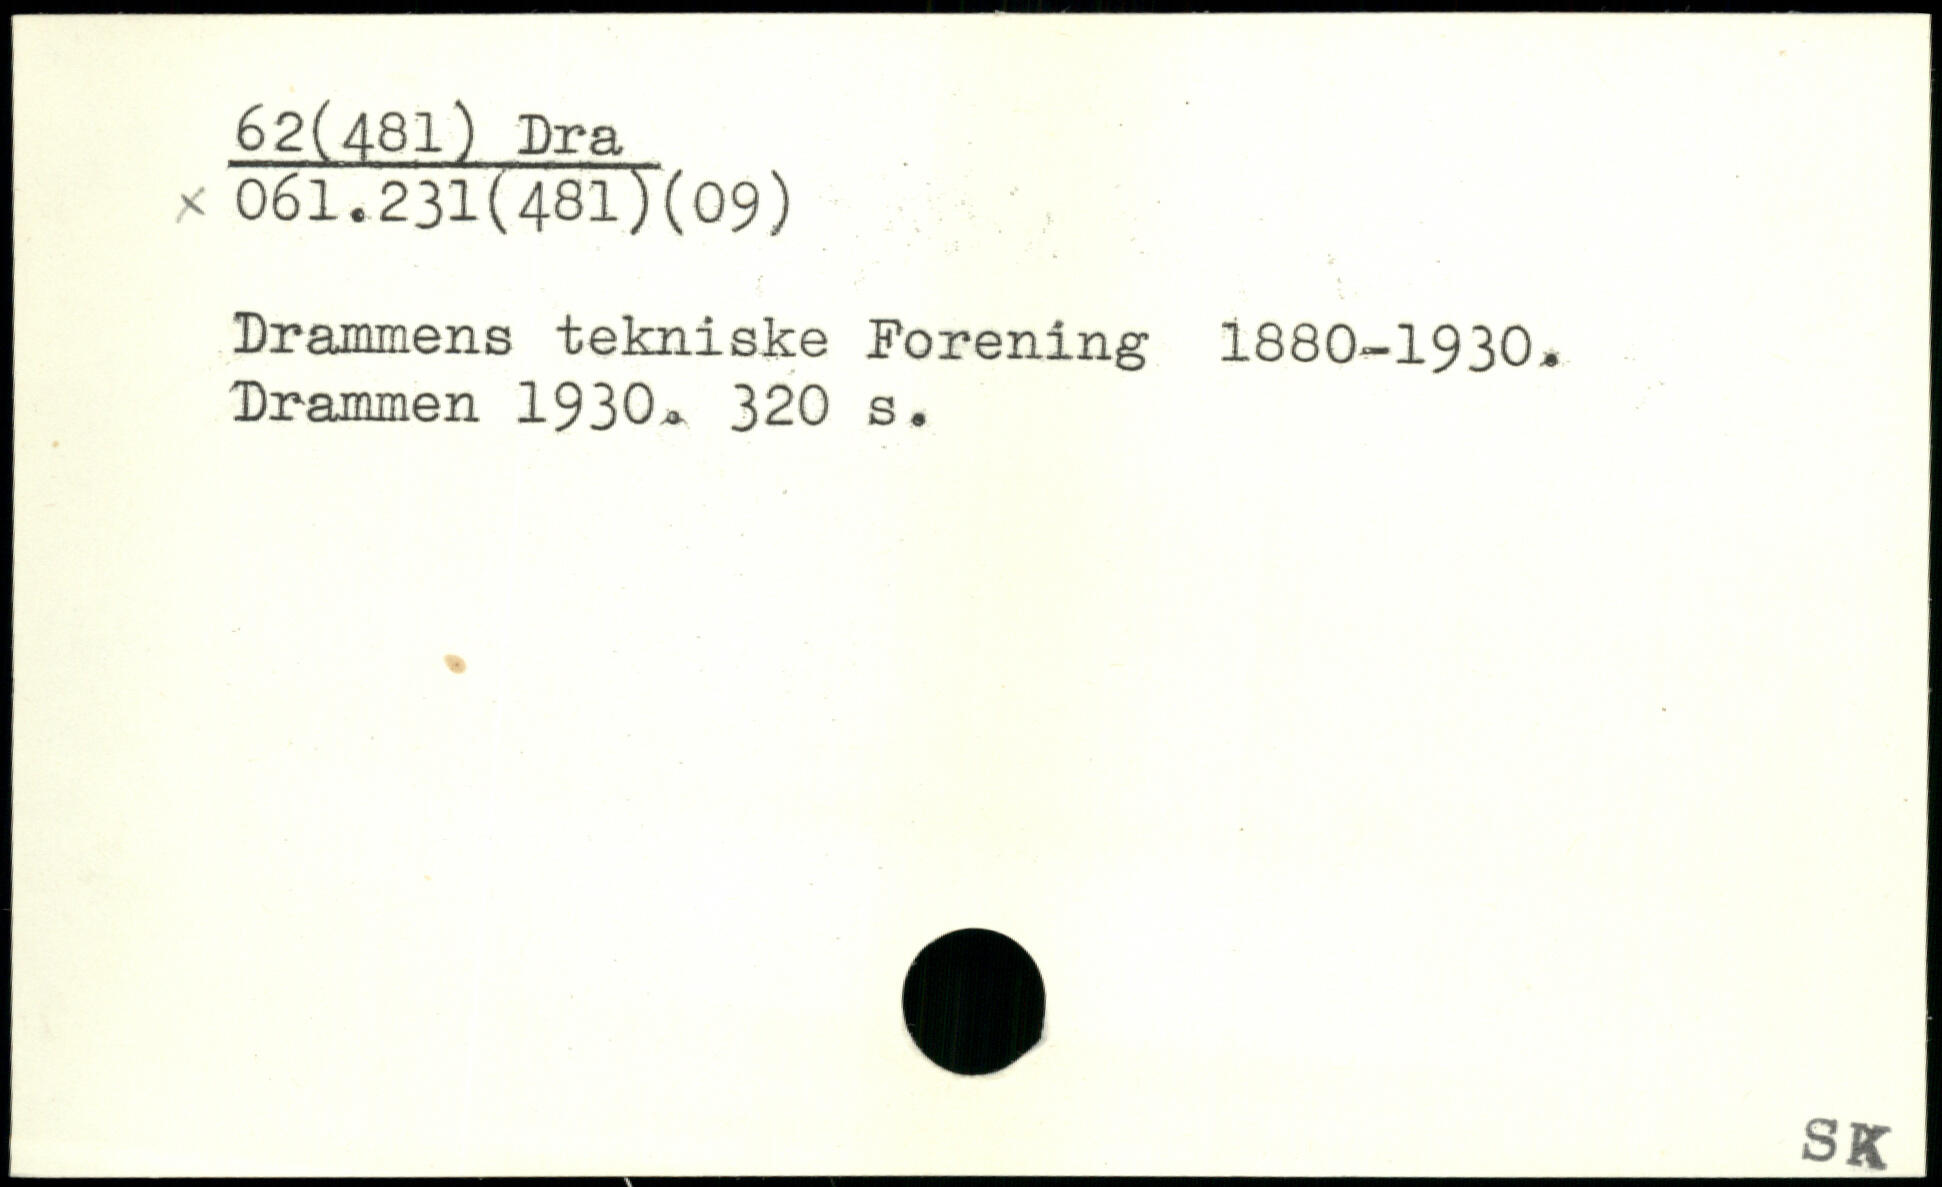 62(481) Dra
x 061.231(481)(09)
Drammens tekniske Forening 1880-1930.
Drammen 1930. 320 s.
SK